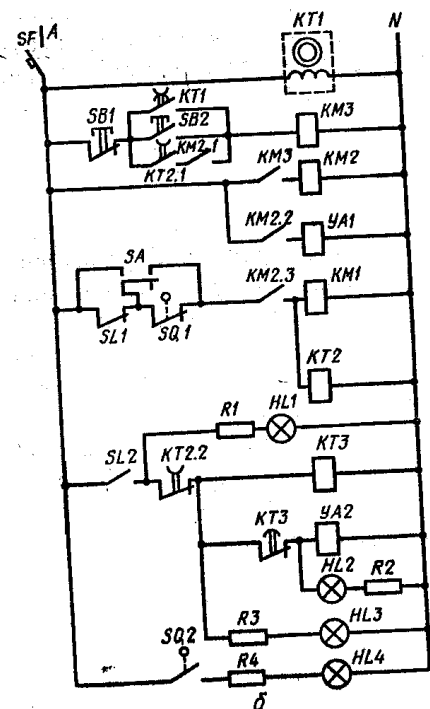 KT1
SF A N
KT1
SB1 SB2
KM3
KM2.1
KT2.1 KM3 KM2
KM2.2 YA1
SA KM2.3 KM1
SL1 SQ1
KT2
R1 HL1
SL2 KT2.2 KT3
KT3 YA2
HL2 R2
SQ2 R3 HL3
R4 HL4
б